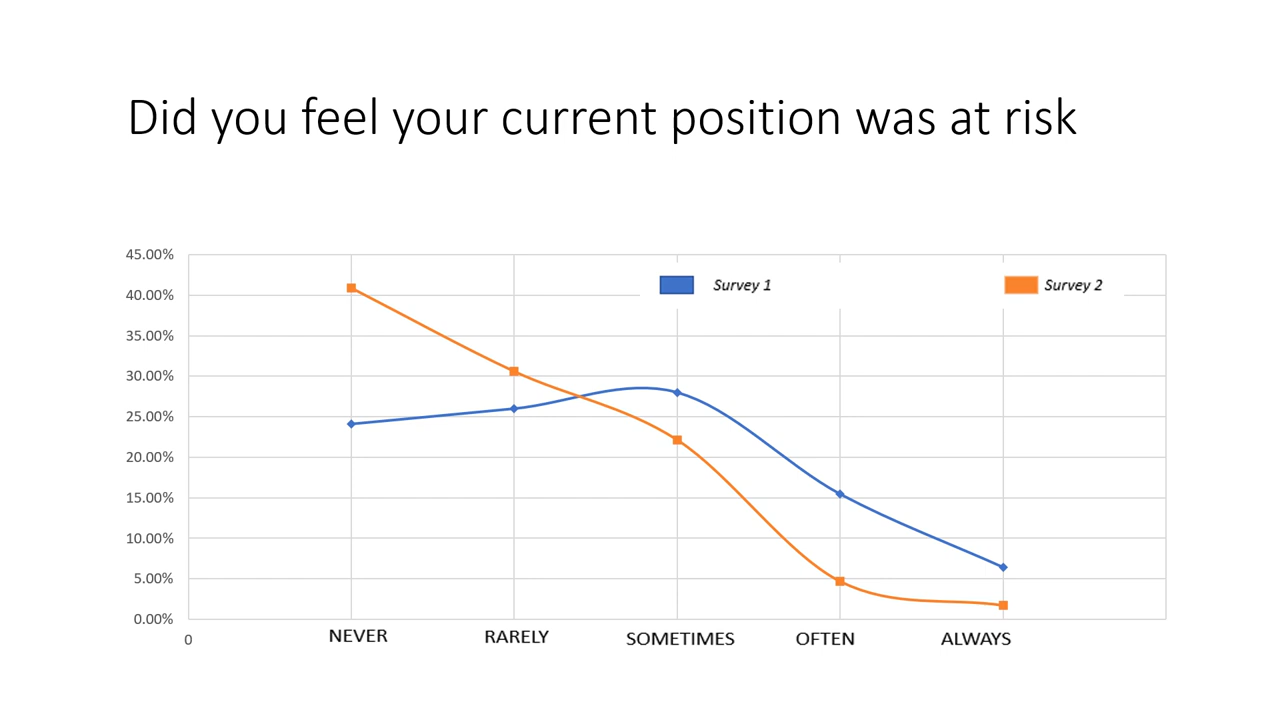 Did you feel your current position was at risk
45.00%
Survey 1
Survey 2
40.00%
35.00%
30.00%
25.00%
20.00%
15.00%
10.00%
5.00%
0.00%
0
NEVER
RARELY
SOMETIMES
OFTEN
ALWAYS